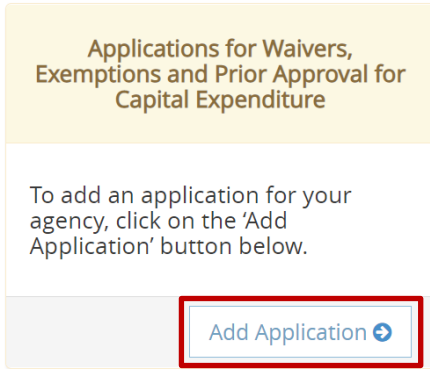 Applications for Waivers,
Exemptions and Prior Approval for
Capital Expenditure
To add an application for your
agency, click on the ‘Add
Application’ button below.
Add Application